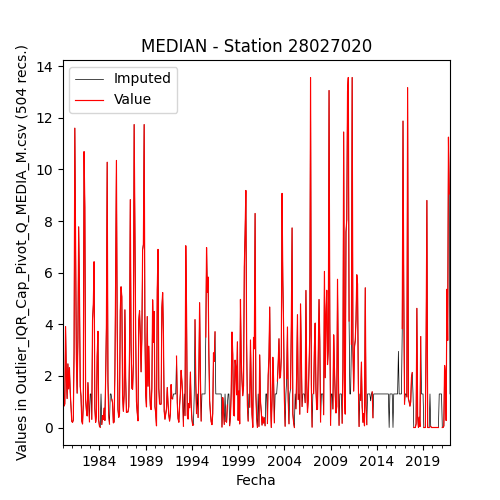 MEDIAN - Station 28027020
Values in Outlier_IQR_Cap_Pivot_Q_MEDIA_M.csv (504 recs.)
Imputed
Value
14
12
10
8
6
4
2
0
1984 1989 1994 1999 2004 2009 2014 2019
Fecha